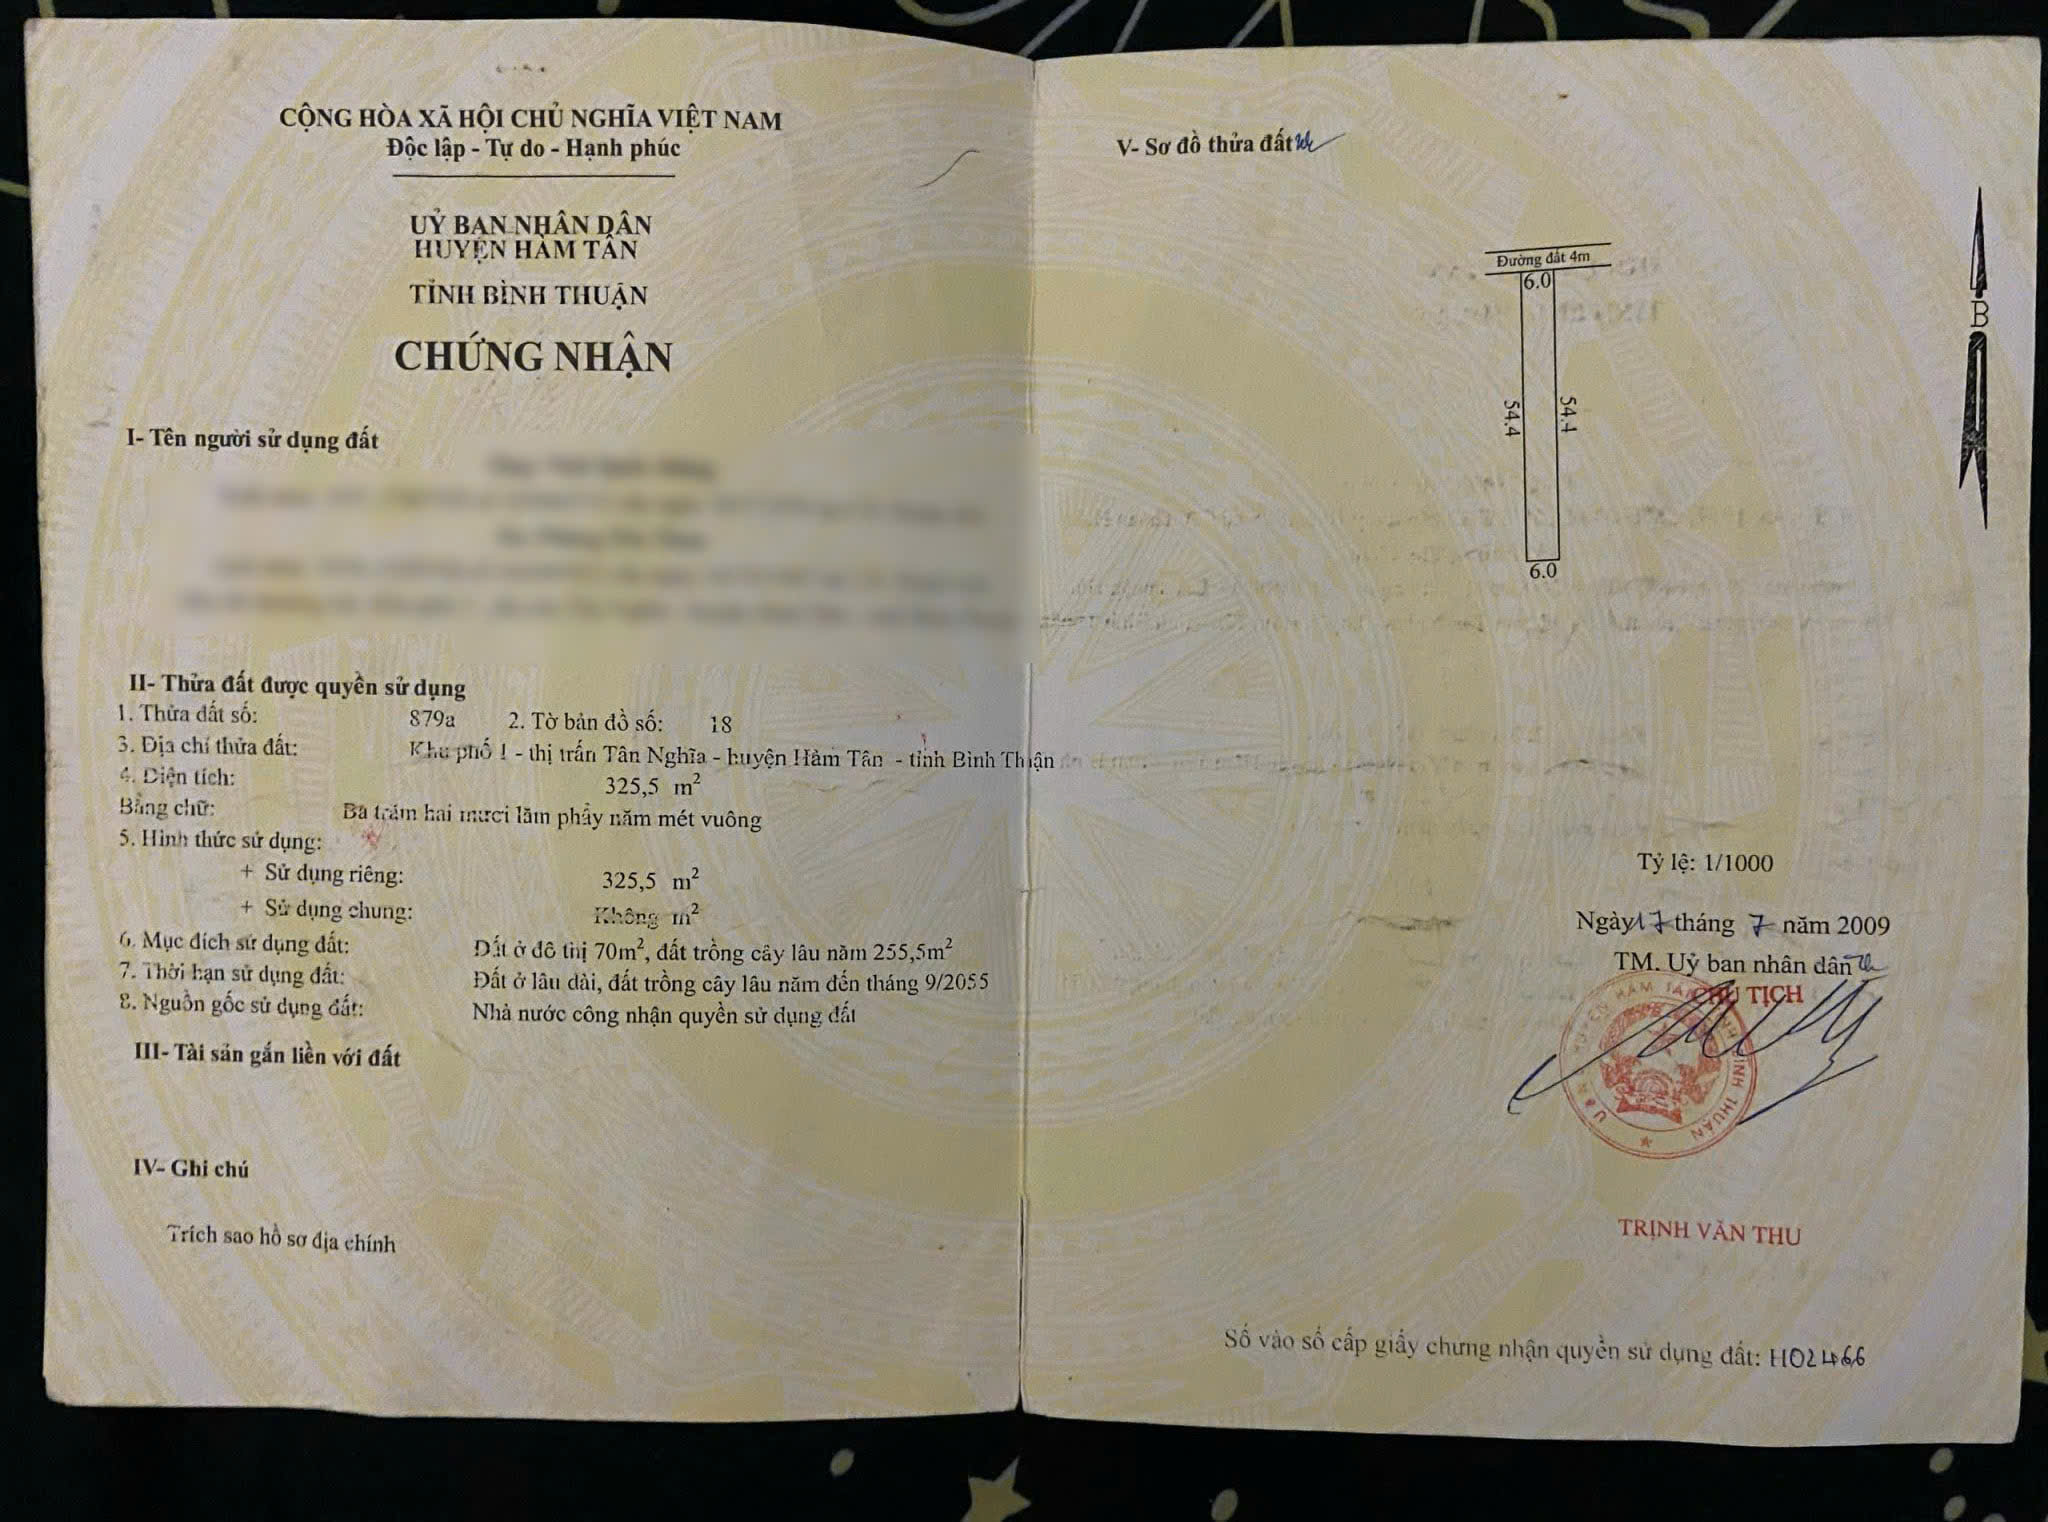 CỘNG HÒA XÃ HỘI CHỦ NGHĨA VIỆT NAM
Độc lập - Tự do - Hạnh phúc
UỶ BAN NHÂN DÂN
HUYỆN HÀM TÂN
TỈNH BÌNH THUẬN
CHỨNG NHẬN
I- Tên người sử dụng đất
II- Thửa đất được quyền sử dụng
1. Thửa đất số: 879a 2. Tờ bản đồ số: 18
3. Địa chỉ thửa đất: Khu phố 1 - thị trấn Tân Nghĩa - huyện Hàm Tân - tỉnh Bình Thuận
4. Diện tích: 325,5 m²
Bằng chữ: Ba trăm hai mươi lăm phẩy năm mét vuông
5. Hình thức sử dụng:
+ Sử dụng riêng: 325,5 m²
+ Sử dụng chung: Không m²
6. Mục đích sử dụng đất: Đất ở đô thị 70m², đất trồng cây lâu năm 255,5m²
7. Thời hạn sử dụng đất: Đất ở lâu dài, đất trồng cây lâu năm đến tháng 9/2055
8. Nguồn gốc sử dụng đất: Nhà nước công nhận quyền sử dụng đất
III- Tài sản gắn liền với đất
IV- Ghi chú
Trích sao hồ sơ địa chính
V- Sơ đồ thửa đất
Đường đất 4m
6.0
54.4
54.4
6.0
B
Tỷ lệ: 1/1000
Ngày 17 tháng 7 năm 2009
TM. Uỷ ban nhân dân
CHỦ TỊCH
HUYỆN HÀM TÂN TỈNH BÌNH THUẬN
TRỊNH VĂN THU
Số vào sổ cấp giấy chứng nhận quyền sử dụng đất: H02466